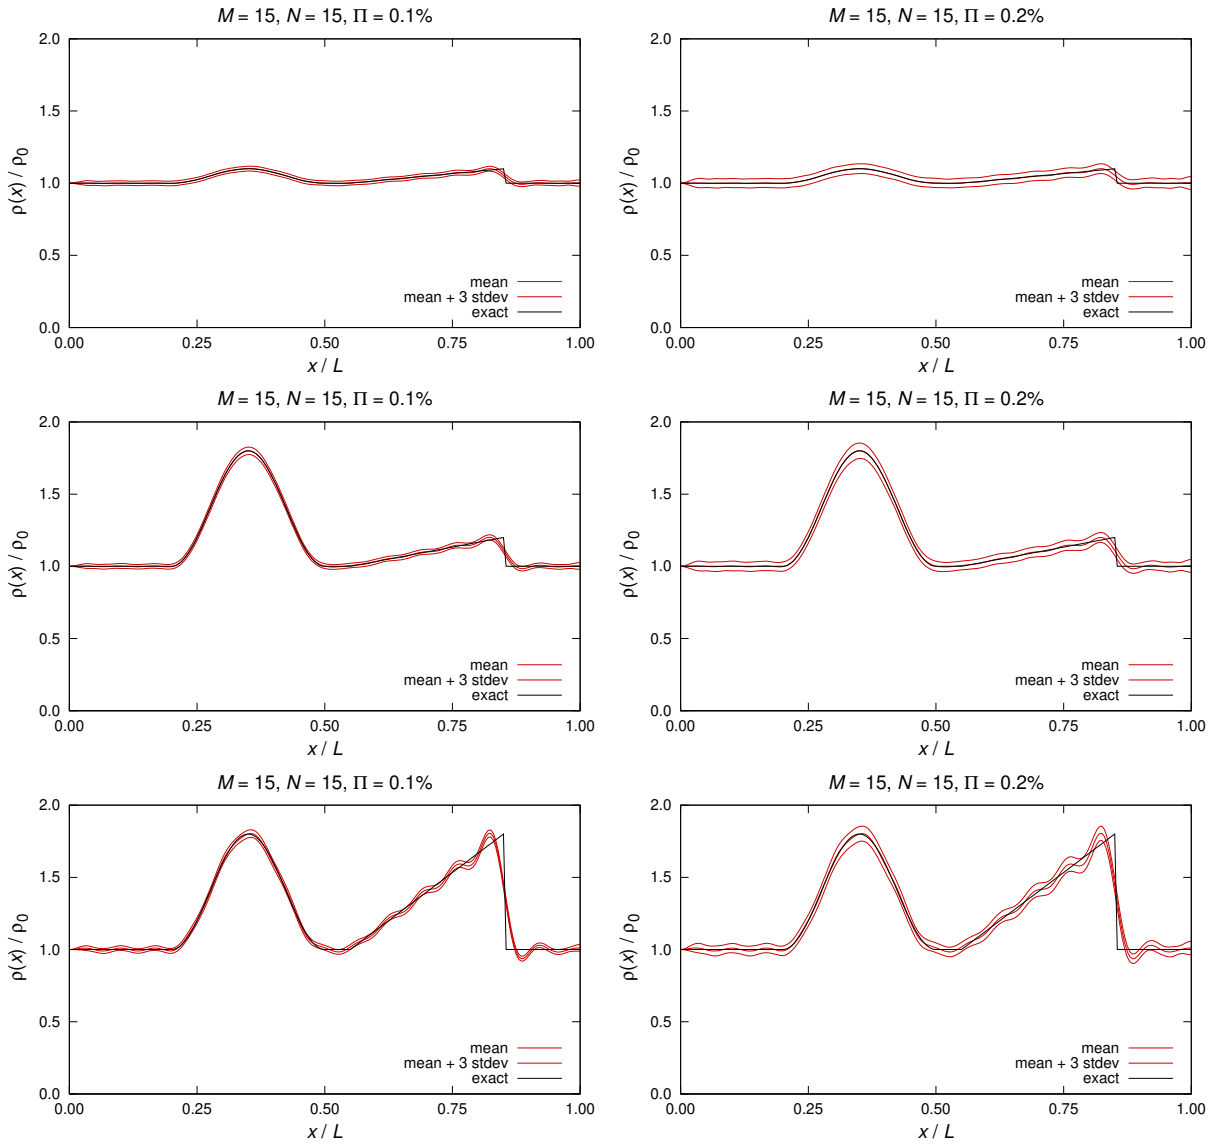 M = 15, N = 15, Π = 0.1%
2.0
1.5
1.0
0.5
0.0
ρ(x) / ρ0
mean
mean + 3 stdev
exact
0.00 0.25 0.50 0.75 1.00
x / L
M = 15, N = 15, Π = 0.2%
2.0
1.5
1.0
0.5
0.0
ρ(x) / ρ0
mean
mean + 3 stdev
exact
0.00 0.25 0.50 0.75 1.00
x / L
M = 15, N = 15, Π = 0.1%
2.0
1.5
1.0
0.5
0.0
ρ(x) / ρ0
mean
mean + 3 stdev
exact
0.00 0.25 0.50 0.75 1.00
x / L
M = 15, N = 15, Π = 0.2%
2.0
1.5
1.0
0.5
0.0
ρ(x) / ρ0
mean
mean + 3 stdev
exact
0.00 0.25 0.50 0.75 1.00
x / L
M = 15, N = 15, Π = 0.1%
2.0
1.5
1.0
0.5
0.0
ρ(x) / ρ0
mean
mean + 3 stdev
exact
0.00 0.25 0.50 0.75 1.00
x / L
M = 15, N = 15, Π = 0.2%
2.0
1.5
1.0
0.5
0.0
ρ(x) / ρ0
mean
mean + 3 stdev
exact
0.00 0.25 0.50 0.75 1.00
x / L